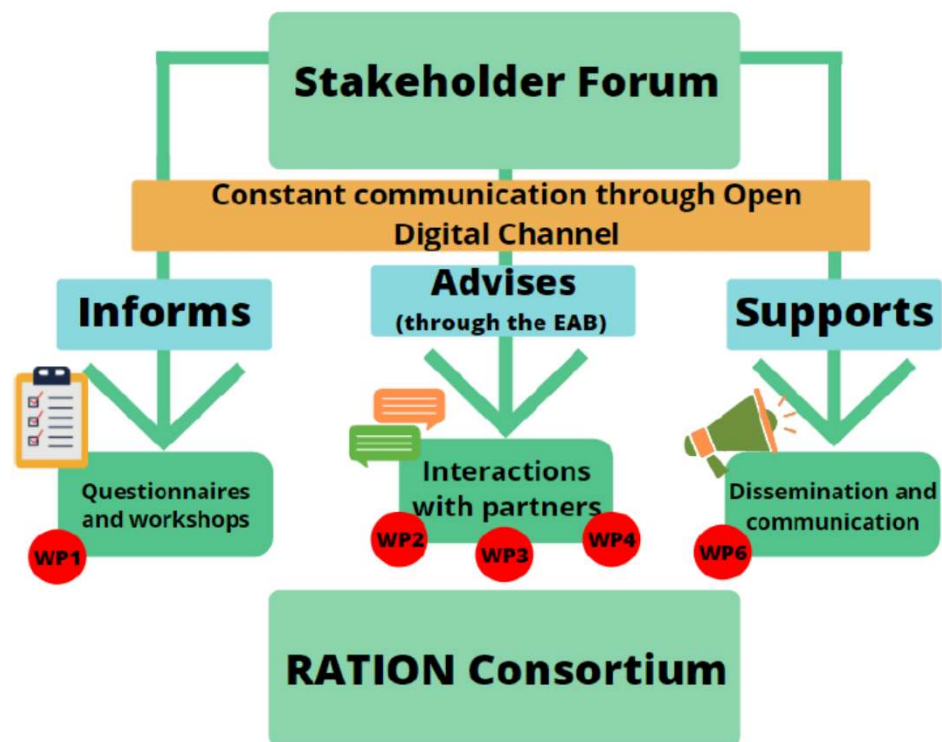 Stakeholder Forum
Constant communication through Open
Digital Channel
Informs
Advises
(through the EAB)
Supports
Questionnaires
and workshops
WP1
Interactions
with partners
WP2
WP3
WP4
Dissemination and
communication
WP6
RATION Consortium